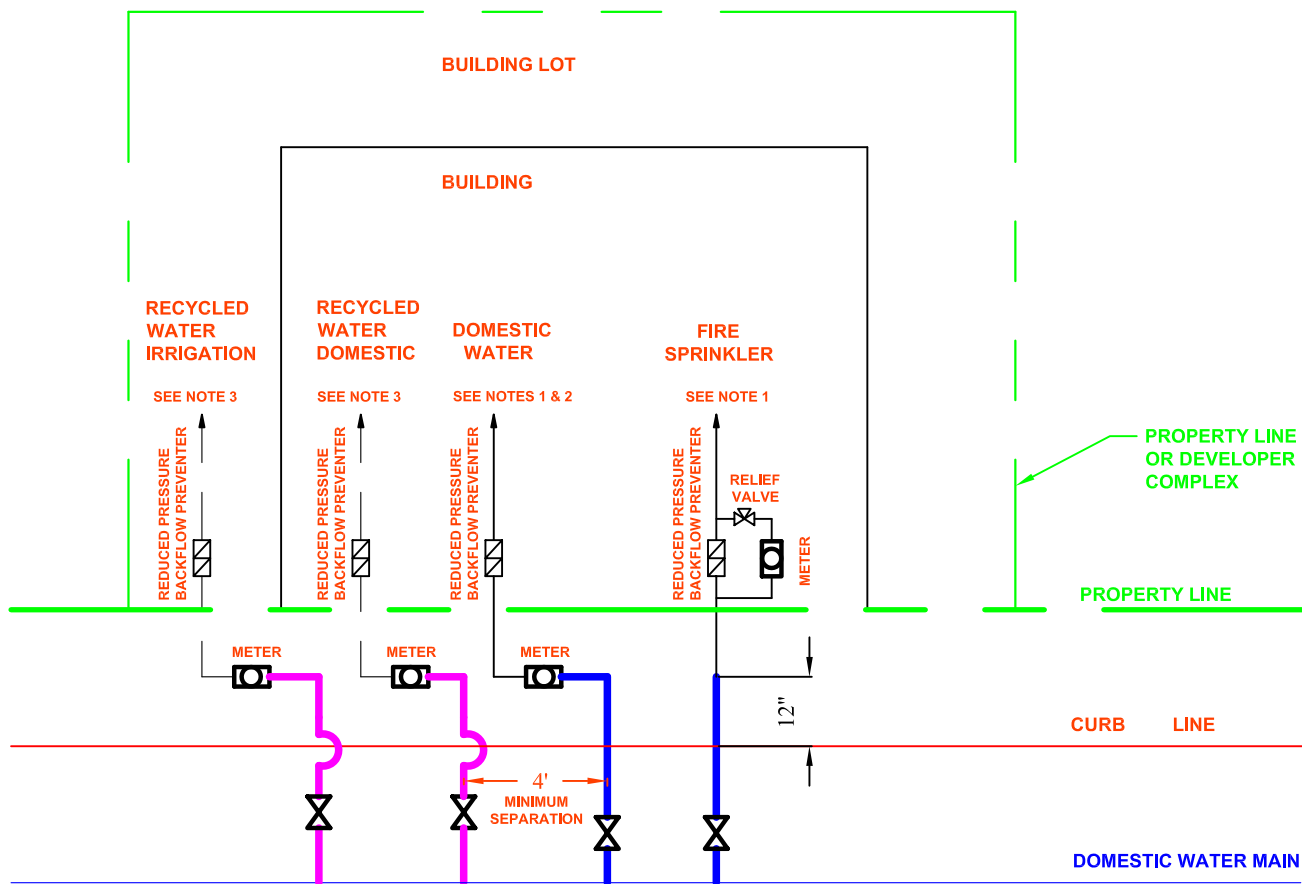 BUILDING LOT
BUILDING
RECYCLED
WATER
IRRIGATION
SEE NOTE 3
RECYCLED
WATER
DOMESTIC
SEE NOTE 3
DOMESTIC
WATER
SEE NOTES 1 & 2
FIRE
SPRINKLER
SEE NOTE 1
REDUCED PRESSURE
BACKFLOW PREVENTER
REDUCED PRESSURE
BACKFLOW PREVENTER
REDUCED PRESSURE
BACKFLOW PREVENTER
REDUCED PRESSURE
BACKFLOW PREVENTER
RELIEF
VALVE
METER
PROPERTY LINE
OR DEVELOPER
COMPLEX
PROPERTY LINE
METER
METER
METER
12"
CURB LINE
4'
MINIMUM
SEPARATION
DOMESTIC WATER MAIN